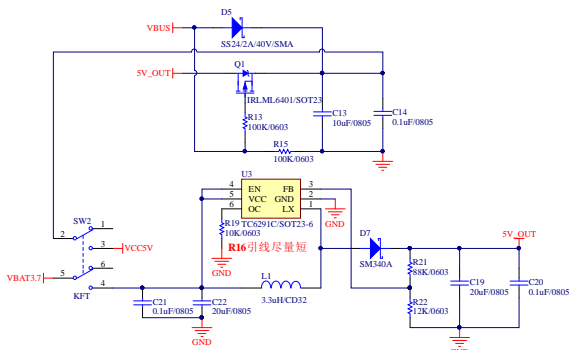 D5
VBUS
SS24/2A/40V/SMA
Q1
5V_OUT
IRLML6401/SOT23
R13
100K/0603
C13
10uF/0805
C14
0.1uF/0805
R15
100K/0603
U3
4 EN FB 3
5 VCC GND 2
6 OC LX 1
TC6291C/SOT23-6
GND
R19
10K/0603
R16引线尽量短
GND
SW2
1
2
3
VCC5V
6
VBAT3.7
5
4
KFT
D7
SM340A
5V_OUT
R21
88K/0603
C19
20uF/0805
C20
0.1uF/0805
L1
3.3uH/CD32
C21
0.1uF/0805
C22
20uF/0805
R22
12K/0603
GND